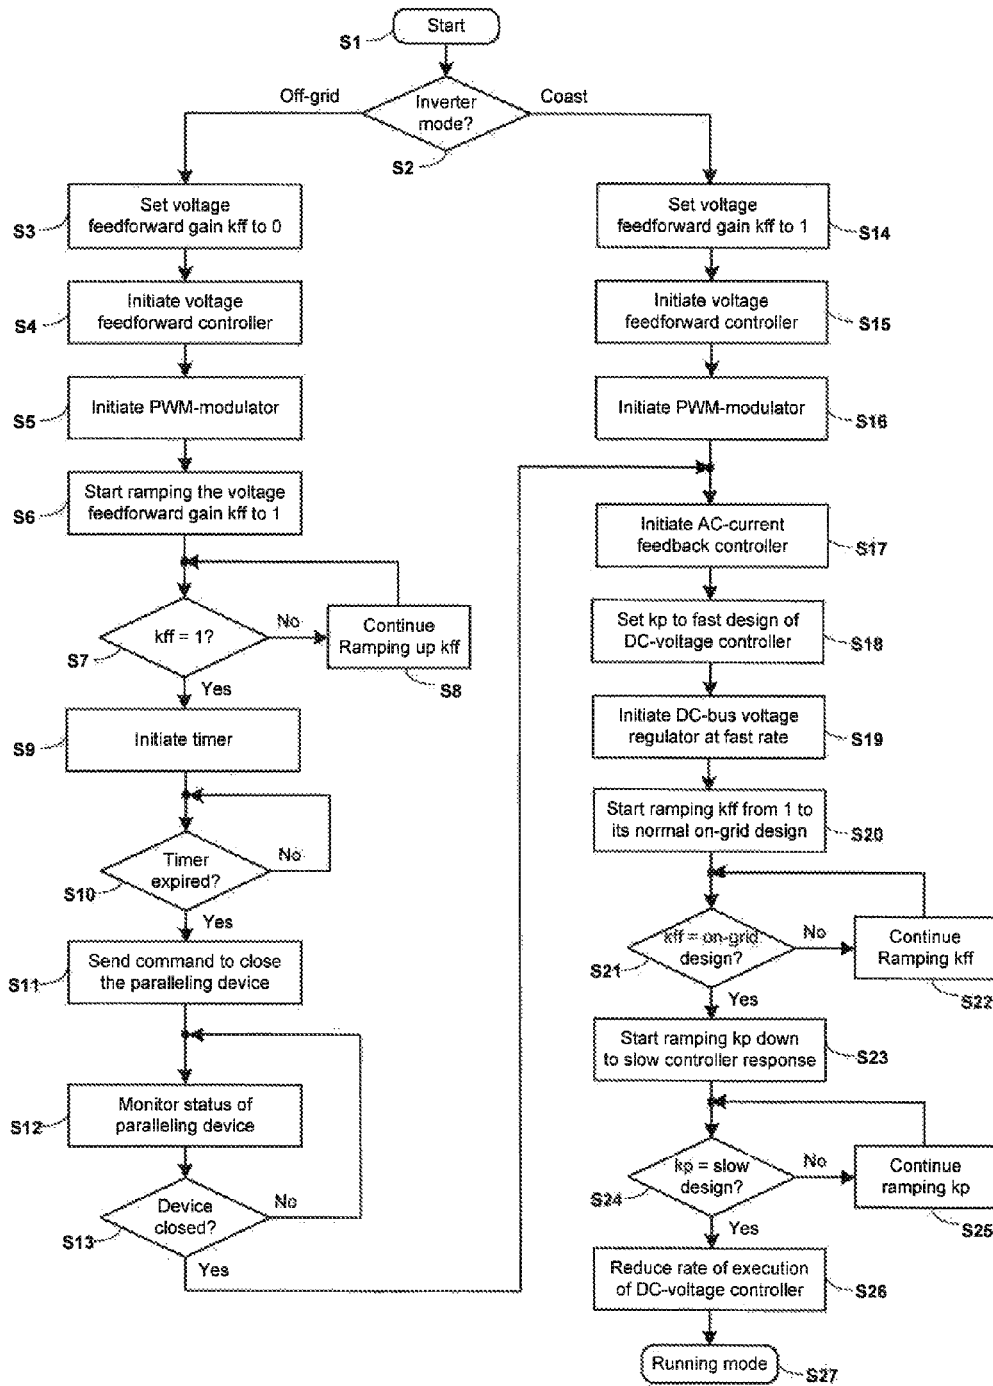 Start
S1
Off-grid
Inverter
mode?
Coast
S2
Set voltage
feedforward gain kff to 0
S3
Initiate voltage
feedforward controller
S4
Initiate PWM-modulator
S5
Start ramping the voltage
feedforward gain kff to 1
S6
kff = 1?
No
S7
Yes
Continue
Ramping up kff
S8
Initiate timer
S9
Timer
expired?
No
S10
Yes
Send command to close
the paralleling device
S11
Monitor status of
paralleling device
S12
Device
closed?
No
S13
Yes
Set voltage
feedforward gain kff to 1
S14
Initiate voltage
feedforward controller
S15
Initiate PWM-modulator
S16
Initiate AC-current
feedback controller
S17
Set kp to fast design of
DC-voltage controller
S18
Initiate DC-bus voltage
regulator at fast rate
S19
Start ramping kff from 1 to
its normal on-grid design
S20
kff = on-grid
design?
No
S21
Yes
Continue
Ramping kff
S22
Start ramping kp down
to slow controller response
S23
kp = slow
design?
No
S24
Yes
Continue
ramping kp
S25
Reduce rate of execution
of DC-voltage controller
S26
Running mode
S27